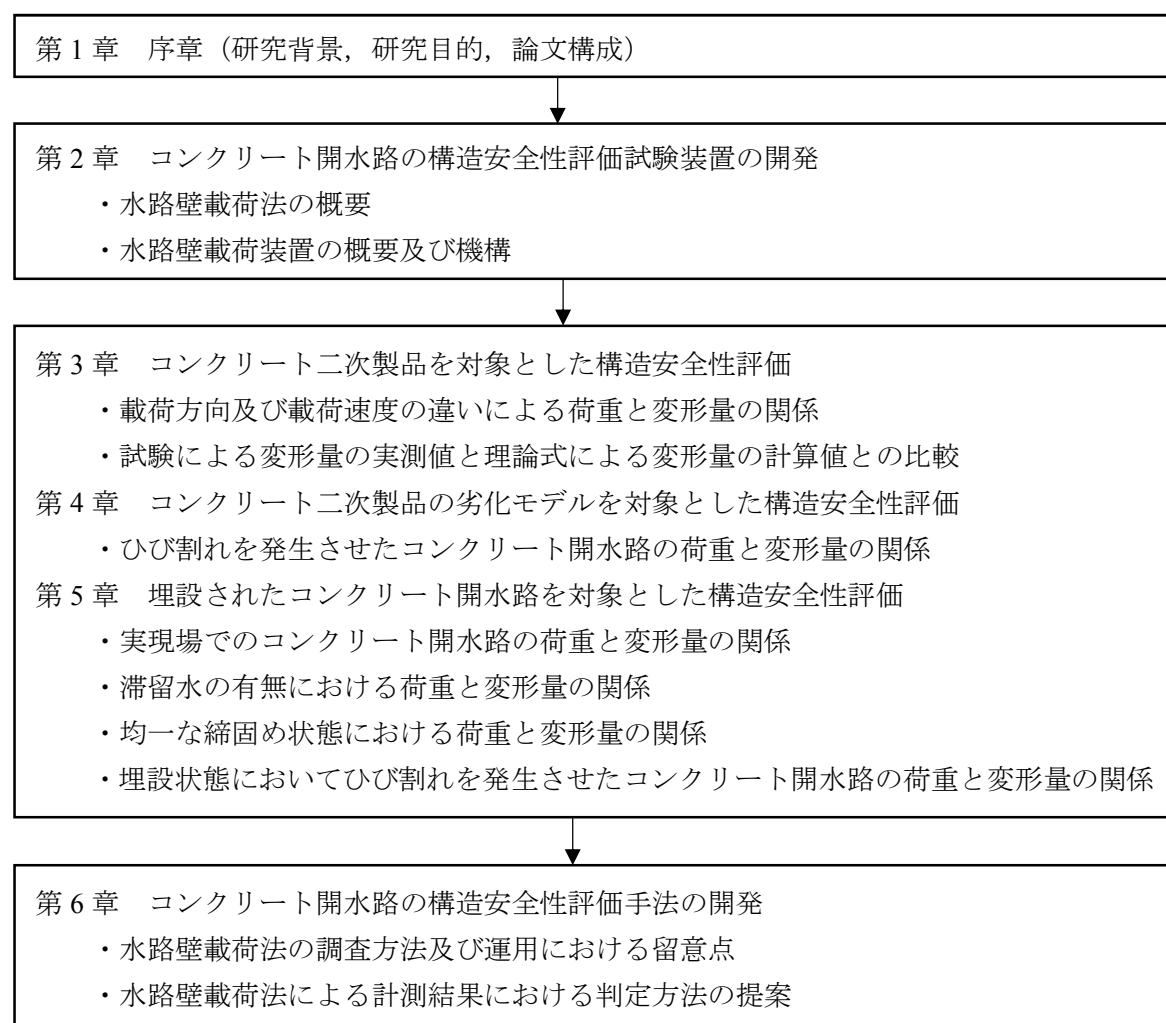 第1章　序章（研究背景，研究目的，論文構成）
第2章　コンクリート開水路の構造安全性評価試験装置の開発
・水路壁載荷法の概要
・水路壁載荷装置の概要及び機構
第3章　コンクリート二次製品を対象とした構造安全性評価
・載荷方向及び載荷速度の違いによる荷重と変形量の関係
・試験による変形量の実測値と理論式による変形量の計算値との比較
第4章　コンクリート二次製品の劣化モデルを対象とした構造安全性評価
・ひび割れを発生させたコンクリート開水路の荷重と変形量の関係
第5章　埋設されたコンクリート開水路を対象とした構造安全性評価
・実現場でのコンクリート開水路の荷重と変形量の関係
・滞留水の有無における荷重と変形量の関係
・均一な締固め状態における荷重と変形量の関係
・埋設状態においてひび割れを発生させたコンクリート開水路の荷重と変形量の関係
第6章　コンクリート開水路の構造安全性評価手法の開発
・水路壁載荷法の調査方法及び運用における留意点
・水路壁載荷法による計測結果における判定方法の提案